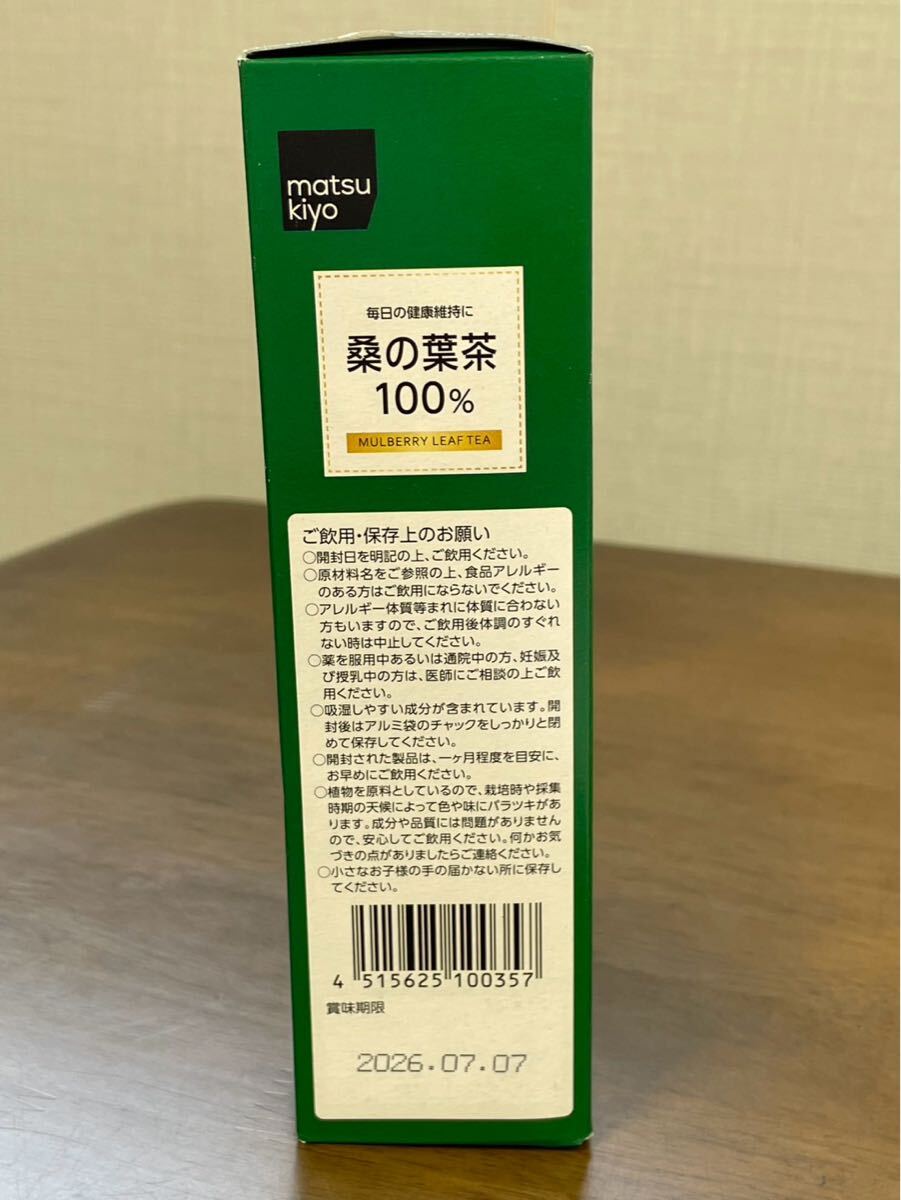 matsu
kiyo
毎日の健康維持に
桑の葉茶
100%
MULBERRY LEAF TEA
ご飲用・保存上のお願い
○開封日を明記の上、ご飲用ください。
○原材料名をご参照の上、食品アレルギー
のある方はご飲用にならないでください。
○アレルギー体質等まれに体質に合わない
方もいますので、ご飲用後体調のすぐれ
ない時は中止してください。
○薬を服用中あるいは通院中の方、妊娠及
び授乳中の方は、医師にご相談の上ご飲
用ください。
○吸湿しやすい成分が含まれています。開
封後はアルミ袋のチャックをしっかりと閉
めて保存してください。
○開封された製品は、一ヶ月程度を目安に、
お早めにご飲用ください。
○植物を原料としているので、栽培時や採集
時期の天候によって色や味にバラツキがあ
ります。成分や品質には問題がありません
ので、安心してご飲用ください。何かお気
づきの点がありましたらご連絡ください。
○小さなお子様の手の届かない所に保存し
てください。
4 515625 100357
賞味期限
2026.07.07